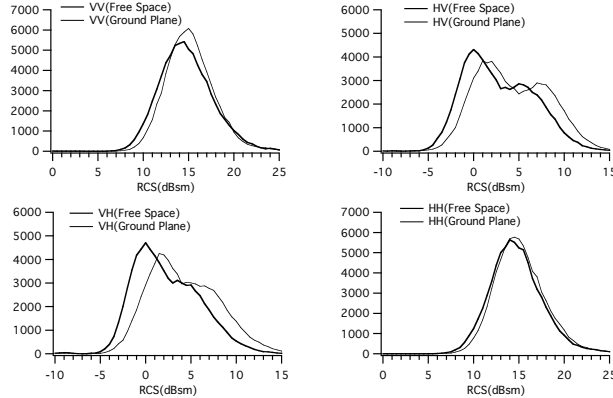 VV(Free Space)
VV(Ground Plane)
7000
6000
5000
4000
3000
2000
1000
0
0 5 10 15 20 25
RCS(dBsm)
HV(Free Space)
HV(Ground Plane)
6000
5000
4000
3000
2000
1000
0
-10 -5 0 5 10 15
RCS(dBsm)
VH(Free Space)
VH(Ground Plane)
6000
5000
4000
3000
2000
1000
0
-10 -5 0 5 10 15
RCS(dBsm)
HH(Free Space)
HH(Ground Plane)
7000
6000
5000
4000
3000
2000
1000
0
0 5 10 15 20 25
RCS(dBsm)